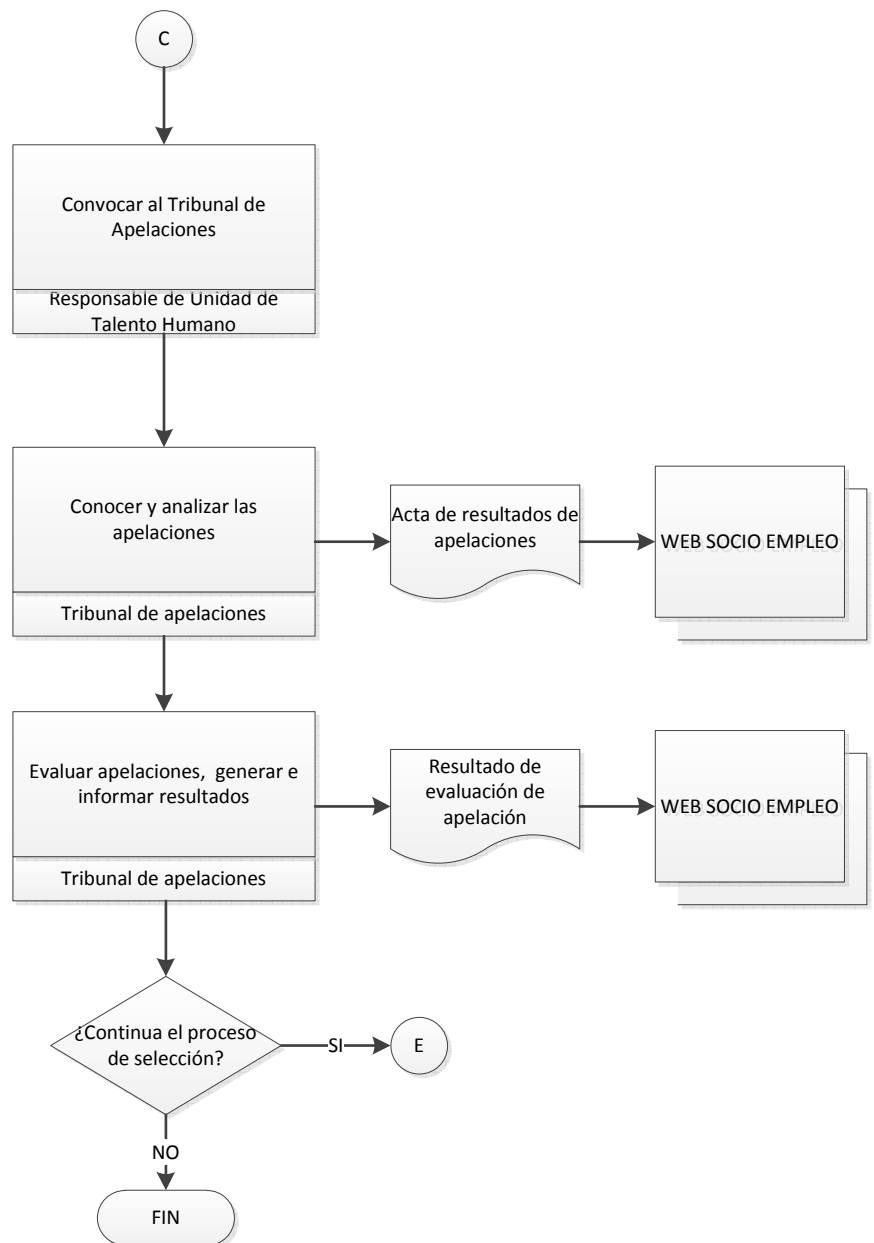 C
Convocar al Tribunal de
Apelaciones
Responsable de Unidad de
Talento Humano
Conocer y analizar las
apelaciones
Tribunal de apelaciones
Acta de resultados de
apelaciones
WEB SOCIO EMPLEO
Evaluar apelaciones, generar e
informar resultados
Tribunal de apelaciones
Resultado de
evaluación de
apelación
WEB SOCIO EMPLEO
¿Continua el proceso
de selección?
SI
E
NO
FIN